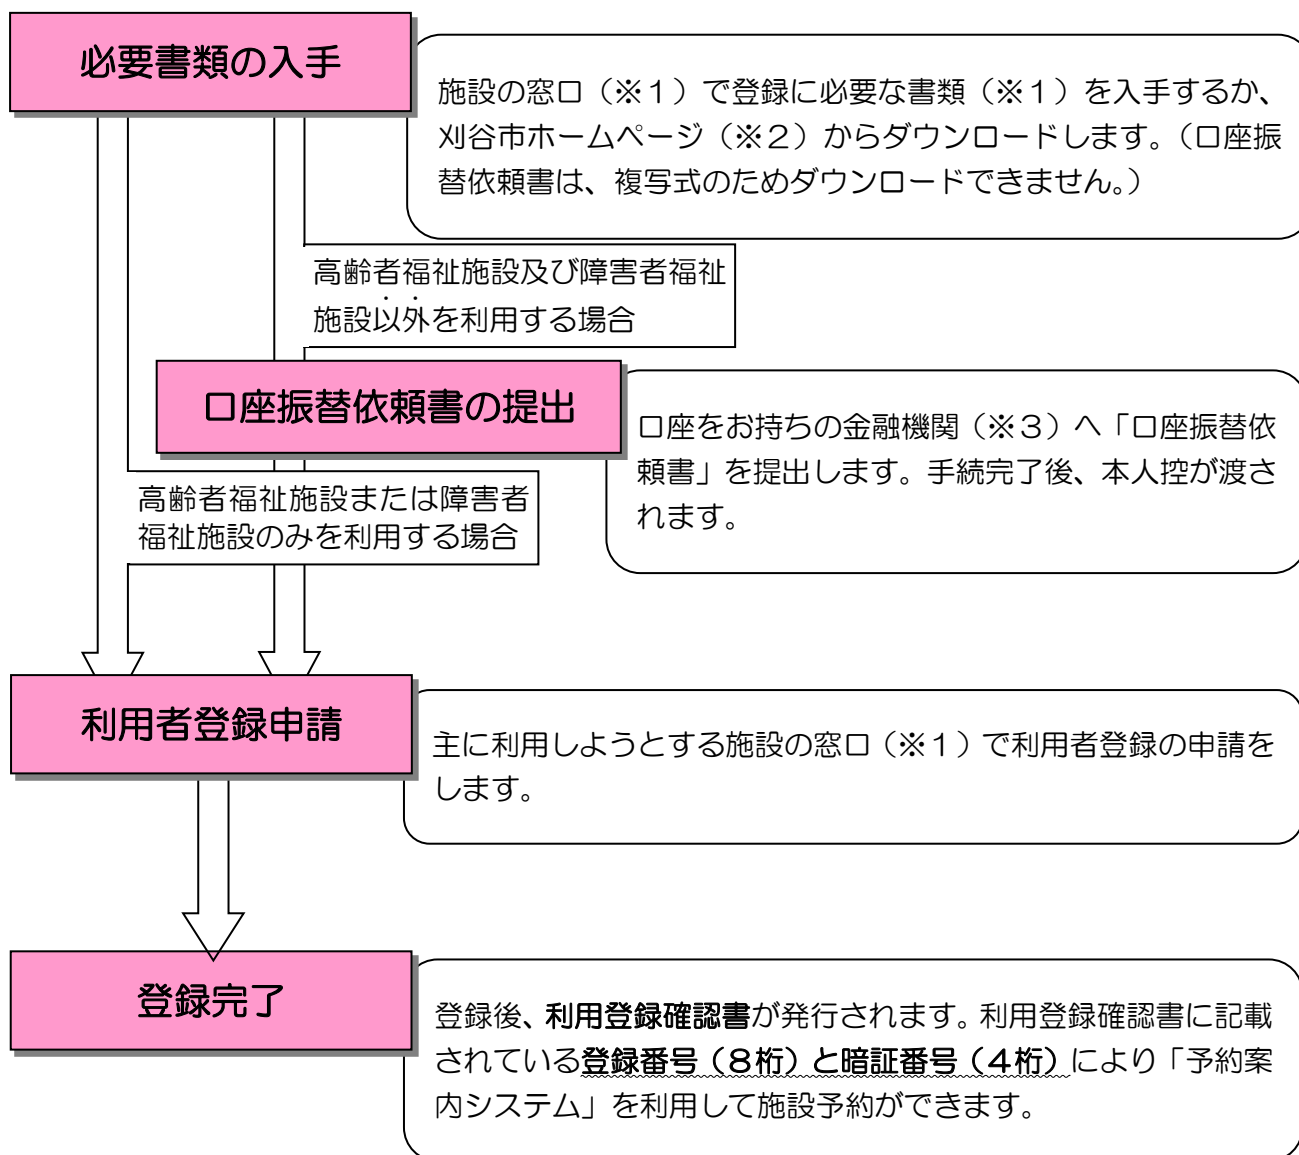 必要書類の入手
施設の窓口（※１）で登録に必要な書類（※１）を入手するか、
刈谷市ホームページ（※２）からダウンロードします。（口座振
替依頼書は、複写式のためダウンロードできません。）
高齢者福祉施設及び障害者福祉
施設以外を利用する場合
口座振替依頼書の提出
口座をお持ちの金融機関（※３）へ「口座振替依
頼書」を提出します。手続完了後、本人控が渡さ
れます。
高齢者福祉施設または障害者
福祉施設のみを利用する場合
利用者登録申請
主に利用しようとする施設の窓口（※１）で利用者登録の申請を
します。
登録完了
登録後、利用登録確認書が発行されます。利用登録確認書に記載
されている登録番号（８桁）と暗証番号（４桁）により「予約案
内システム」を利用して施設予約ができます。